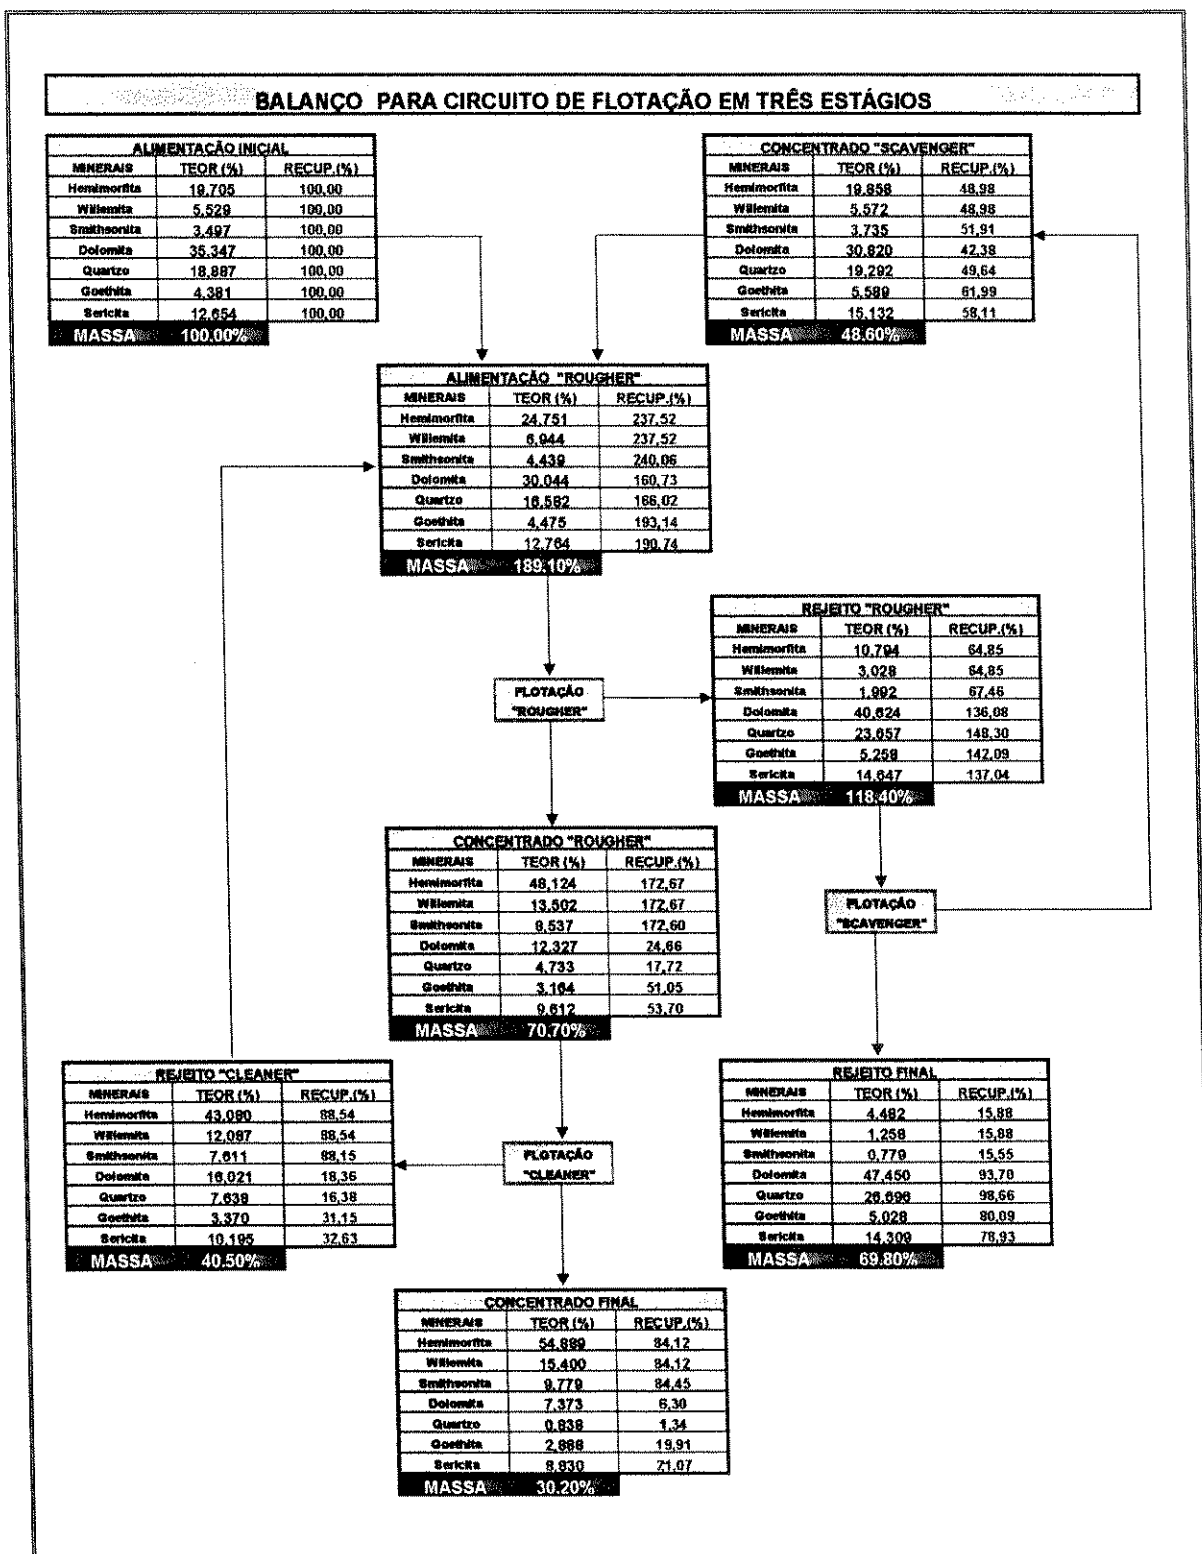 BALANÇO PARA CIRCUITO DE FLOTAÇÃO EM TRÊS ESTÁGIOS
ALIMENTAÇÃO INICIAL
MINERAIS TEOR (%) RECUP.(%)
Hemimorfita 19,705 100,00
Willemita 5,529 100,00
Smithsonita 3,497 100,00
Dolomita 35,347 100,00
Quartzo 18,887 100,00
Goethita 4,381 100,00
Sericita 12,654 100,00
MASSA 100.00%
CONCENTRADO "SCAVENGER"
MINERAIS TEOR (%) RECUP.(%)
Hemimorfita 19,858 48,98
Willemita 5,572 48,98
Smithsonita 3,735 51,91
Dolomita 30,820 42,38
Quartzo 19,292 49,64
Goethita 5,589 61,99
Sericita 15,132 58,11
MASSA 48.60%
ALIMENTAÇÃO "ROUGHER"
MINERAIS TEOR (%) RECUP.(%)
Hemimorfita 24,751 237,52
Willemita 6,944 237,52
Smithsonita 4,439 240,06
Dolomita 30,044 160,73
Quartzo 16,582 166,02
Goethita 4,475 193,14
Sericita 12,764 190,74
MASSA 189.10%
REJEITO "ROUGHER"
MINERAIS TEOR (%) RECUP.(%)
Hemimorfita 10,794 64,85
Willemita 3,028 64,85
Smithsonita 1,992 67,46
Dolomita 40,624 136,08
Quartzo 23,657 148,30
Goethita 5,258 142,09
Sericita 14,647 137,04
MASSA 118.40%
FLOTAÇÃO
"ROUGHER"
CONCENTRADO "ROUGHER"
MINERAIS TEOR (%) RECUP.(%)
Hemimorfita 48,124 172,67
Willemita 13,502 172,67
Smithsonita 8,537 172,60
Dolomita 12,327 24,66
Quartzo 4,733 17,72
Goethita 3,164 51,05
Sericita 9,612 53,70
MASSA 70.70%
FLOTAÇÃO
"SCAVENGER"
REJEITO "CLEANER"
MINERAIS TEOR (%) RECUP.(%)
Hemimorfita 43,080 88,54
Willemita 12,087 88,54
Smithsonita 7,611 88,15
Dolomita 16,021 18,36
Quartzo 7,639 16,38
Goethita 3,370 31,15
Sericita 10,195 32,63
MASSA 40.50%
FLOTAÇÃO
"CLEANER"
REJEITO FINAL
MINERAIS TEOR (%) RECUP.(%)
Hemimorfita 4,482 15,88
Willemita 1,258 15,88
Smithsonita 0,779 15,55
Dolomita 47,450 93,70
Quartzo 26,696 98,66
Goethita 5,028 80,09
Sericita 14,309 78,93
MASSA 69.80%
CONCENTRADO FINAL
MINERAIS TEOR (%) RECUP.(%)
Hemimorfita 54,889 84,12
Willemita 15,400 84,12
Smithsonita 9,779 84,45
Dolomita 7,373 6,30
Quartzo 0,838 1,34
Goethita 2,888 19,91
Sericita 8,830 21,07
MASSA 30.20%